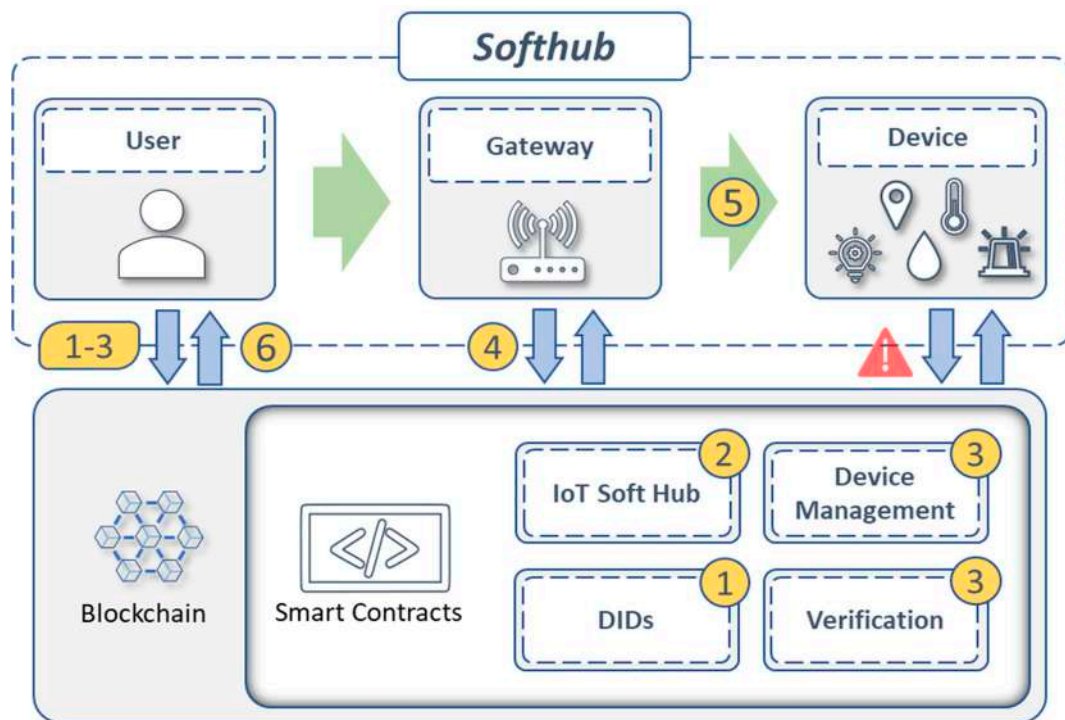 Softhub
User
Gateway
Device
5
1-3
6
4
IoT Soft Hub
2
Device
Management
3
DIDs
1
Verification
3
Blockchain
Smart Contracts